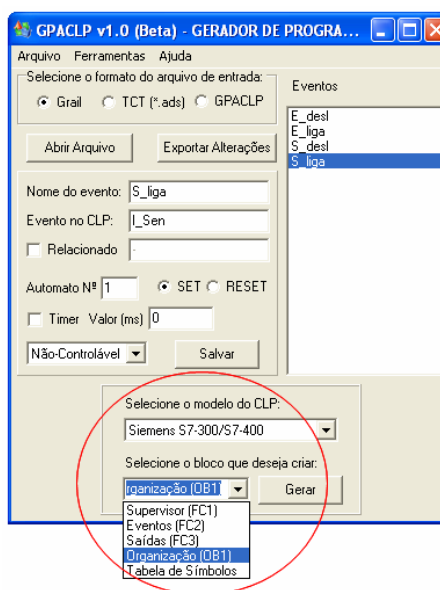 GPACLP v1.0 (Beta) - GERADOR DE PROGRA...
Arquivo Ferramentas Ajuda
Selecione o formato do arquivo de entrada:
Grail TCT (*.ads) GPACLP
Abrir Arquivo Exportar Alterações
Nome do evento: S_liga
Evento no CLP: I_Sen
Relacionado -
Automato Nº 1 SET RESET
Timer Valor (ms) 0
Não-Controlável Salvar
Eventos
E_desl
E_liga
S_desl
S_liga
Selecione o modelo do CLP:
Siemens S7-300/S7-400
Selecione o bloco que deseja criar:
rganização (OB1) Gerar
Supervisor (FC1)
Eventos (FC2)
Saídas (FC3)
Organização (OB1)
Tabela de Símbolos